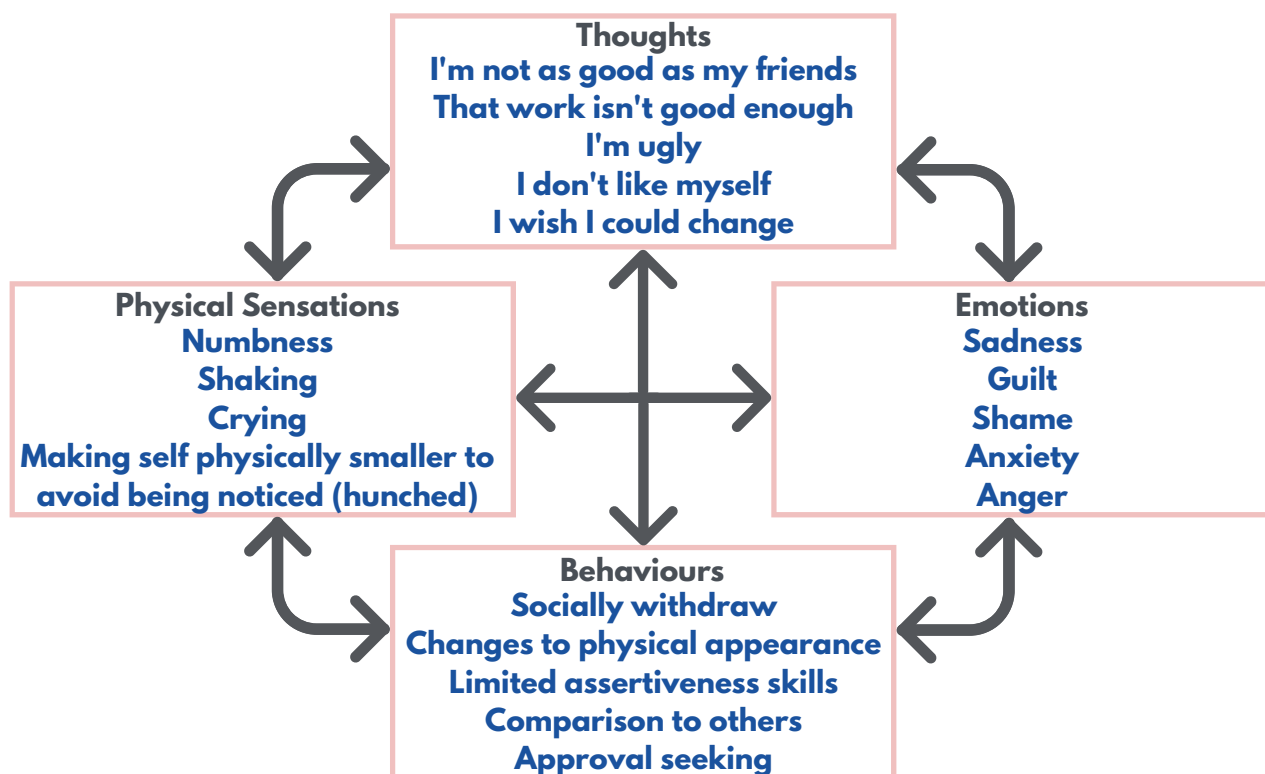 Thoughts
I'm not as good as my friends
That work isn't good enough
I'm ugly
I don't like myself
I wish I could change
Physical Sensations
Numbness
Shaking
Crying
Making self physically smaller to
avoid being noticed (hunched)
Emotions
Sadness
Guilt
Shame
Anxiety
Anger
Behaviours
Socially withdraw
Changes to physical appearance
Limited assertiveness skills
Comparison to others
Approval seeking